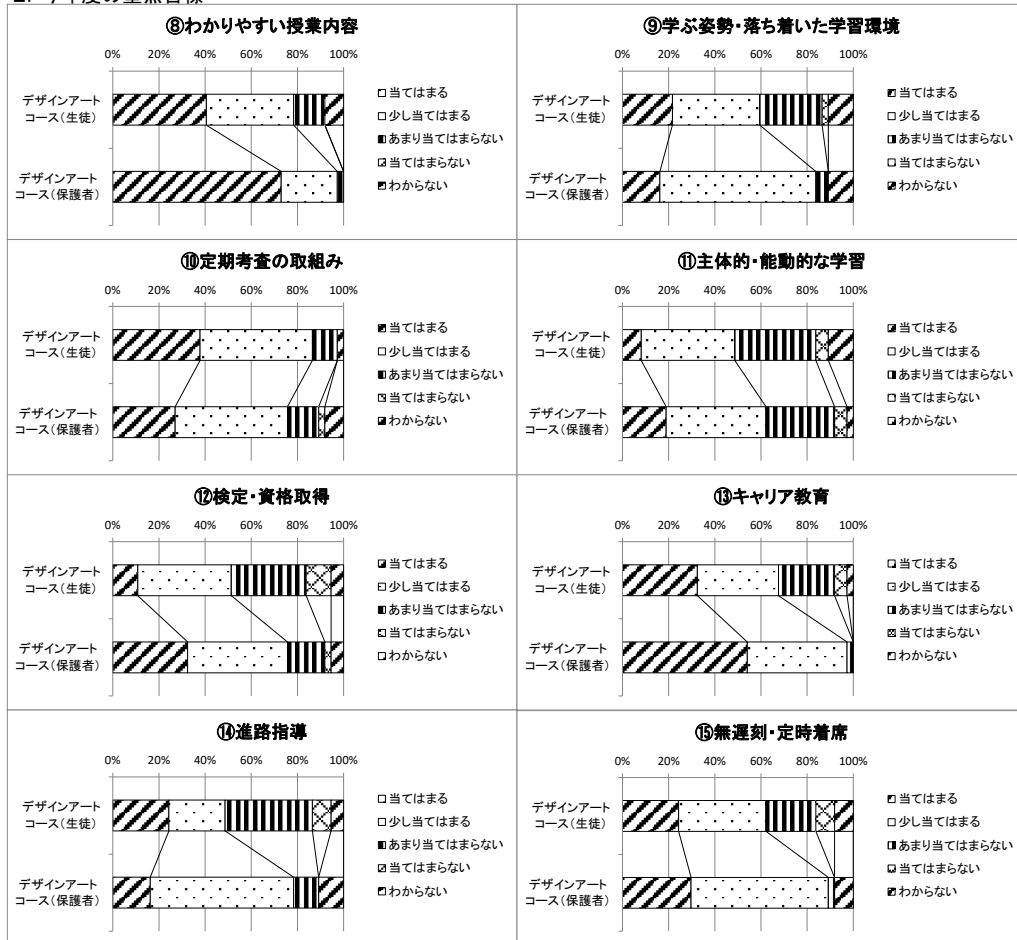 ⑧わかりやすい授業内容
0% 20% 40% 60% 80% 100%
デザインアート
コース(生徒)
デザインアート
コース(保護者)
当てはまる
少し当てはまる
あまり当てはまらない
当てはまらない
わからない
⑨学ぶ姿勢・落ち着いた学習環境
0% 20% 40% 60% 80% 100%
デザインアート
コース(生徒)
デザインアート
コース(保護者)
当てはまる
少し当てはまる
あまり当てはまらない
当てはまらない
わからない
⑩定期考査の取組み
0% 20% 40% 60% 80% 100%
デザインアート
コース(生徒)
デザインアート
コース(保護者)
当てはまる
少し当てはまる
あまり当てはまらない
当てはまらない
わからない
⑪主体的・能動的な学習
0% 20% 40% 60% 80% 100%
デザインアート
コース(生徒)
デザインアート
コース(保護者)
当てはまる
少し当てはまる
あまり当てはまらない
当てはまらない
わからない
⑫検定・資格取得
0% 20% 40% 60% 80% 100%
デザインアート
コース(生徒)
デザインアート
コース(保護者)
当てはまる
少し当てはまる
あまり当てはまらない
当てはまらない
わからない
⑬キャリア教育
0% 20% 40% 60% 80% 100%
デザインアート
コース(生徒)
デザインアート
コース(保護者)
当てはまる
少し当てはまる
あまり当てはまらない
当てはまらない
わからない
⑭進路指導
0% 20% 40% 60% 80% 100%
デザインアート
コース(生徒)
デザインアート
コース(保護者)
当てはまる
少し当てはまる
あまり当てはまらない
当てはまらない
わからない
⑮無遅刻・定時着席
0% 20% 40% 60% 80% 100%
デザインアート
コース(生徒)
デザインアート
コース(保護者)
当てはまる
少し当てはまる
あまり当てはまらない
当てはまらない
わからない